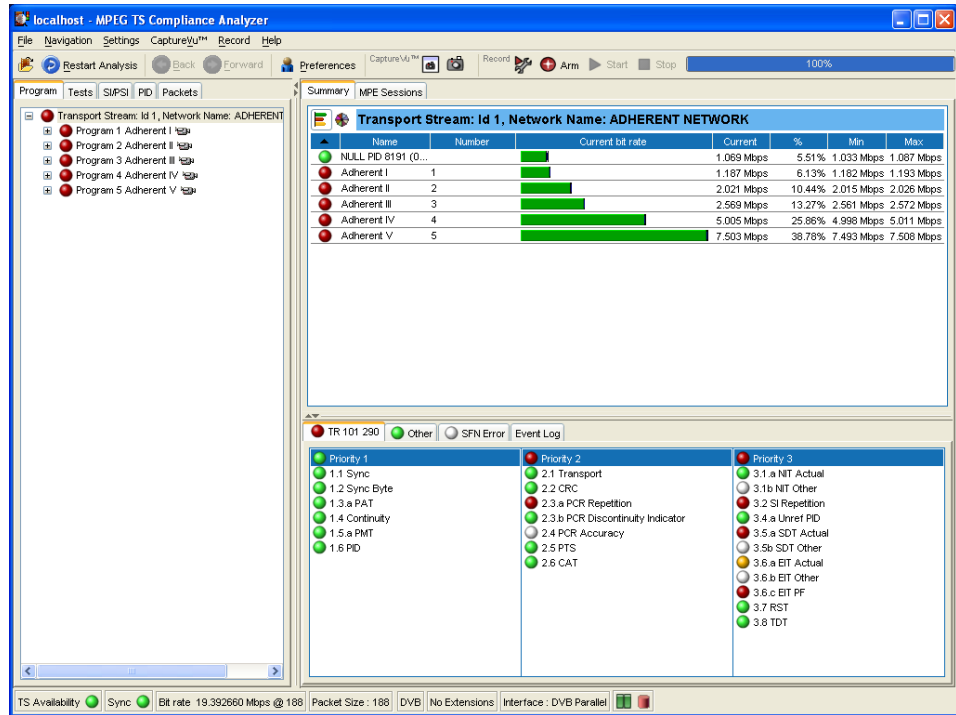 localhost - MPEG TS Compliance Analyzer
File Navigation Settings CaptureVu™ Record Help
Restart Analysis Back Forward Preferences CaptureVu™ Record Arm Start Stop 100%
Program Tests SI/PSI PID Packets
Transport Stream: Id 1, Network Name: ADHERENT
Program 1 Adherent I
Program 2 Adherent II
Program 3 Adherent III
Program 4 Adherent IV
Program 5 Adherent V
Summary MPE Sessions
Transport Stream: Id 1, Network Name: ADHERENT NETWORK
Name Number Current bit rate Current % Min Max
NULL PID 8191 (0... 1.069 Mbps 5.51% 1.033 Mbps 1.087 Mbps
Adherent I 1 1.187 Mbps 6.13% 1.182 Mbps 1.193 Mbps
Adherent II 2 2.021 Mbps 10.44% 2.015 Mbps 2.026 Mbps
Adherent III 3 2.569 Mbps 13.27% 2.561 Mbps 2.572 Mbps
Adherent IV 4 5.005 Mbps 25.86% 4.998 Mbps 5.011 Mbps
Adherent V 5 7.503 Mbps 38.78% 7.493 Mbps 7.508 Mbps
TR 101 290 Other SFN Error Event Log
Priority 1
1.1 Sync
1.2 Sync Byte
1.3.a PAT
1.4 Continuity
1.5.a PMT
1.6 PID
Priority 2
2.1 Transport
2.2 CRC
2.3.a PCR Repetition
2.3.b PCR Discontinuity Indicator
2.4 PCR Accuracy
2.5 PTS
2.6 CAT
Priority 3
3.1.a NIT Actual
3.1b NIT Other
3.2 SI Repetition
3.4.a Unref PID
3.5.a SDT Actual
3.5b SDT Other
3.6.a EIT Actual
3.6.b EIT Other
3.6.c EIT PF
3.7 RST
3.8 TDT
TS Availability Sync Bit rate 19.392660 Mbps @ 188 Packet Size : 188 DVB No Extensions Interface : DVB Parallel